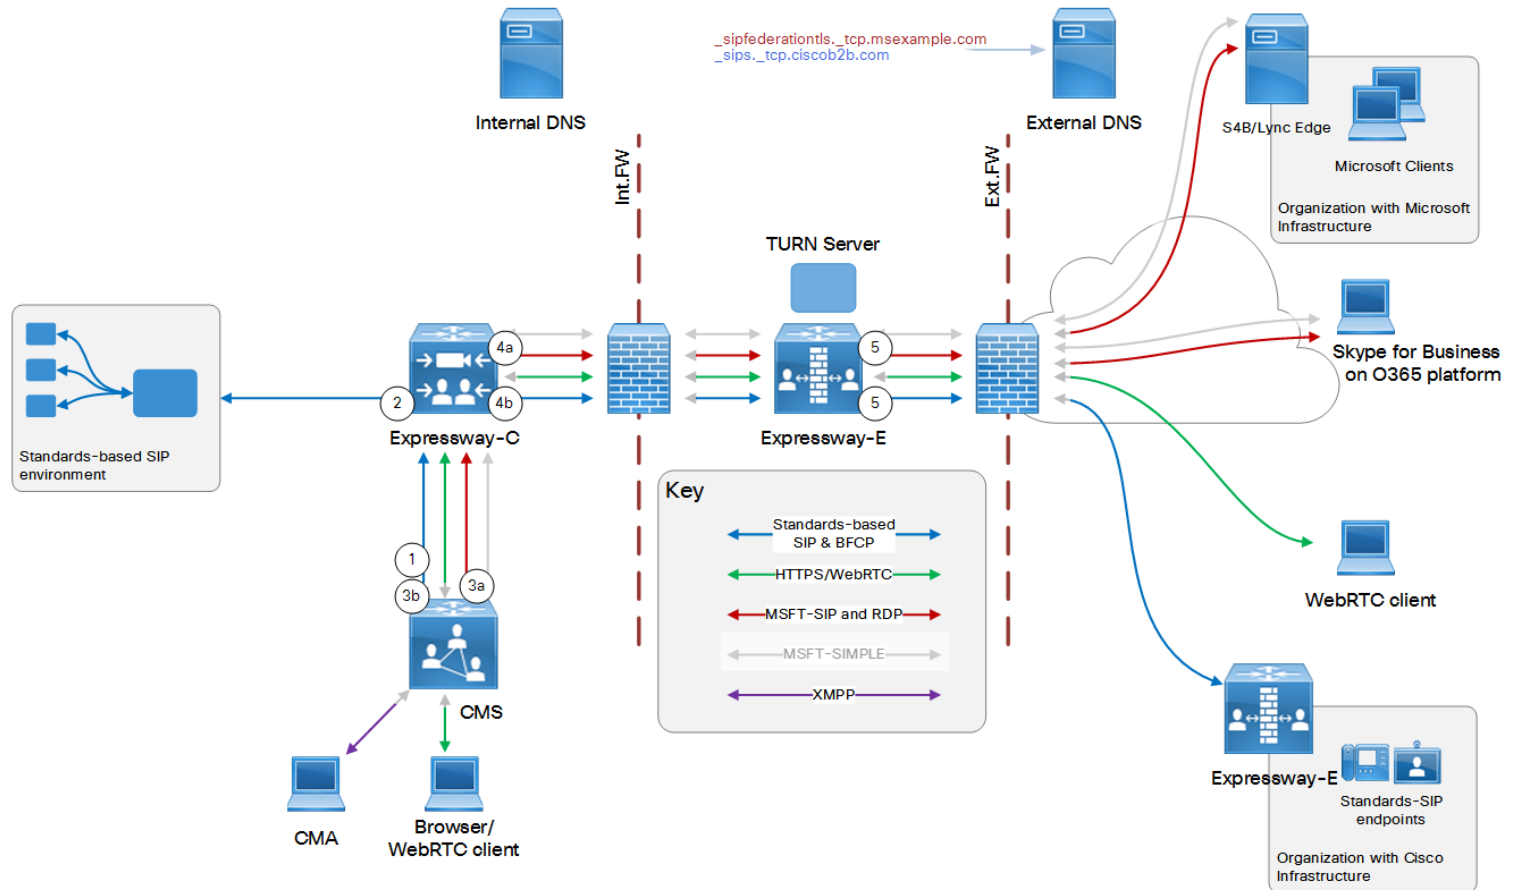 _sipfederationtls._tcp.msexample.com
_sips._tcp.ciscob2b.com
Internal DNS
External DNS
S4B/Lync Edge
Microsoft Clients
Organization with Microsoft
Infrastructure
Int.FW
Ext.FW
TURN Server
4a
5
2
4b
5
Expressway-C
Expressway-E
Skype for Business
on O365 platform
Standards-based SIP
environment
Key
Standards-based
SIP & BFCP
HTTPS/WebRTC
MSFT-SIP and RDP
MSFT-SIMPLE
XMPP
1
3b
3a
CMS
CMA
Browser/
WebRTC client
WebRTC client
Expressway-E
Standards-SIP
endpoints
Organization with Cisco
Infrastructure